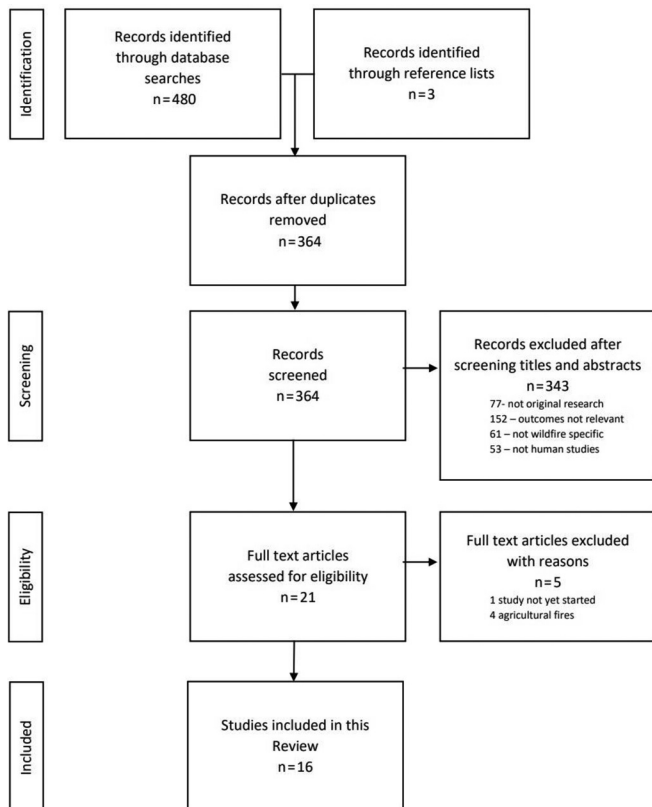 Identification
Records identified
through database
searches
n=480
Records identified
through reference lists
n=3
Records after duplicates
removed
n=364
Screening
Records
screened
n=364
Records excluded after
screening titles and abstracts
n=343
77- not original research
152 – outcomes not relevant
61 – not wildfire specific
53 – not human studies
Eligibility
Full text articles
assessed for eligibility
n=21
Full text articles excluded
with reasons
n=5
1 study not yet started
4 agricultural fires
Included
Studies included in this
Review
n=16